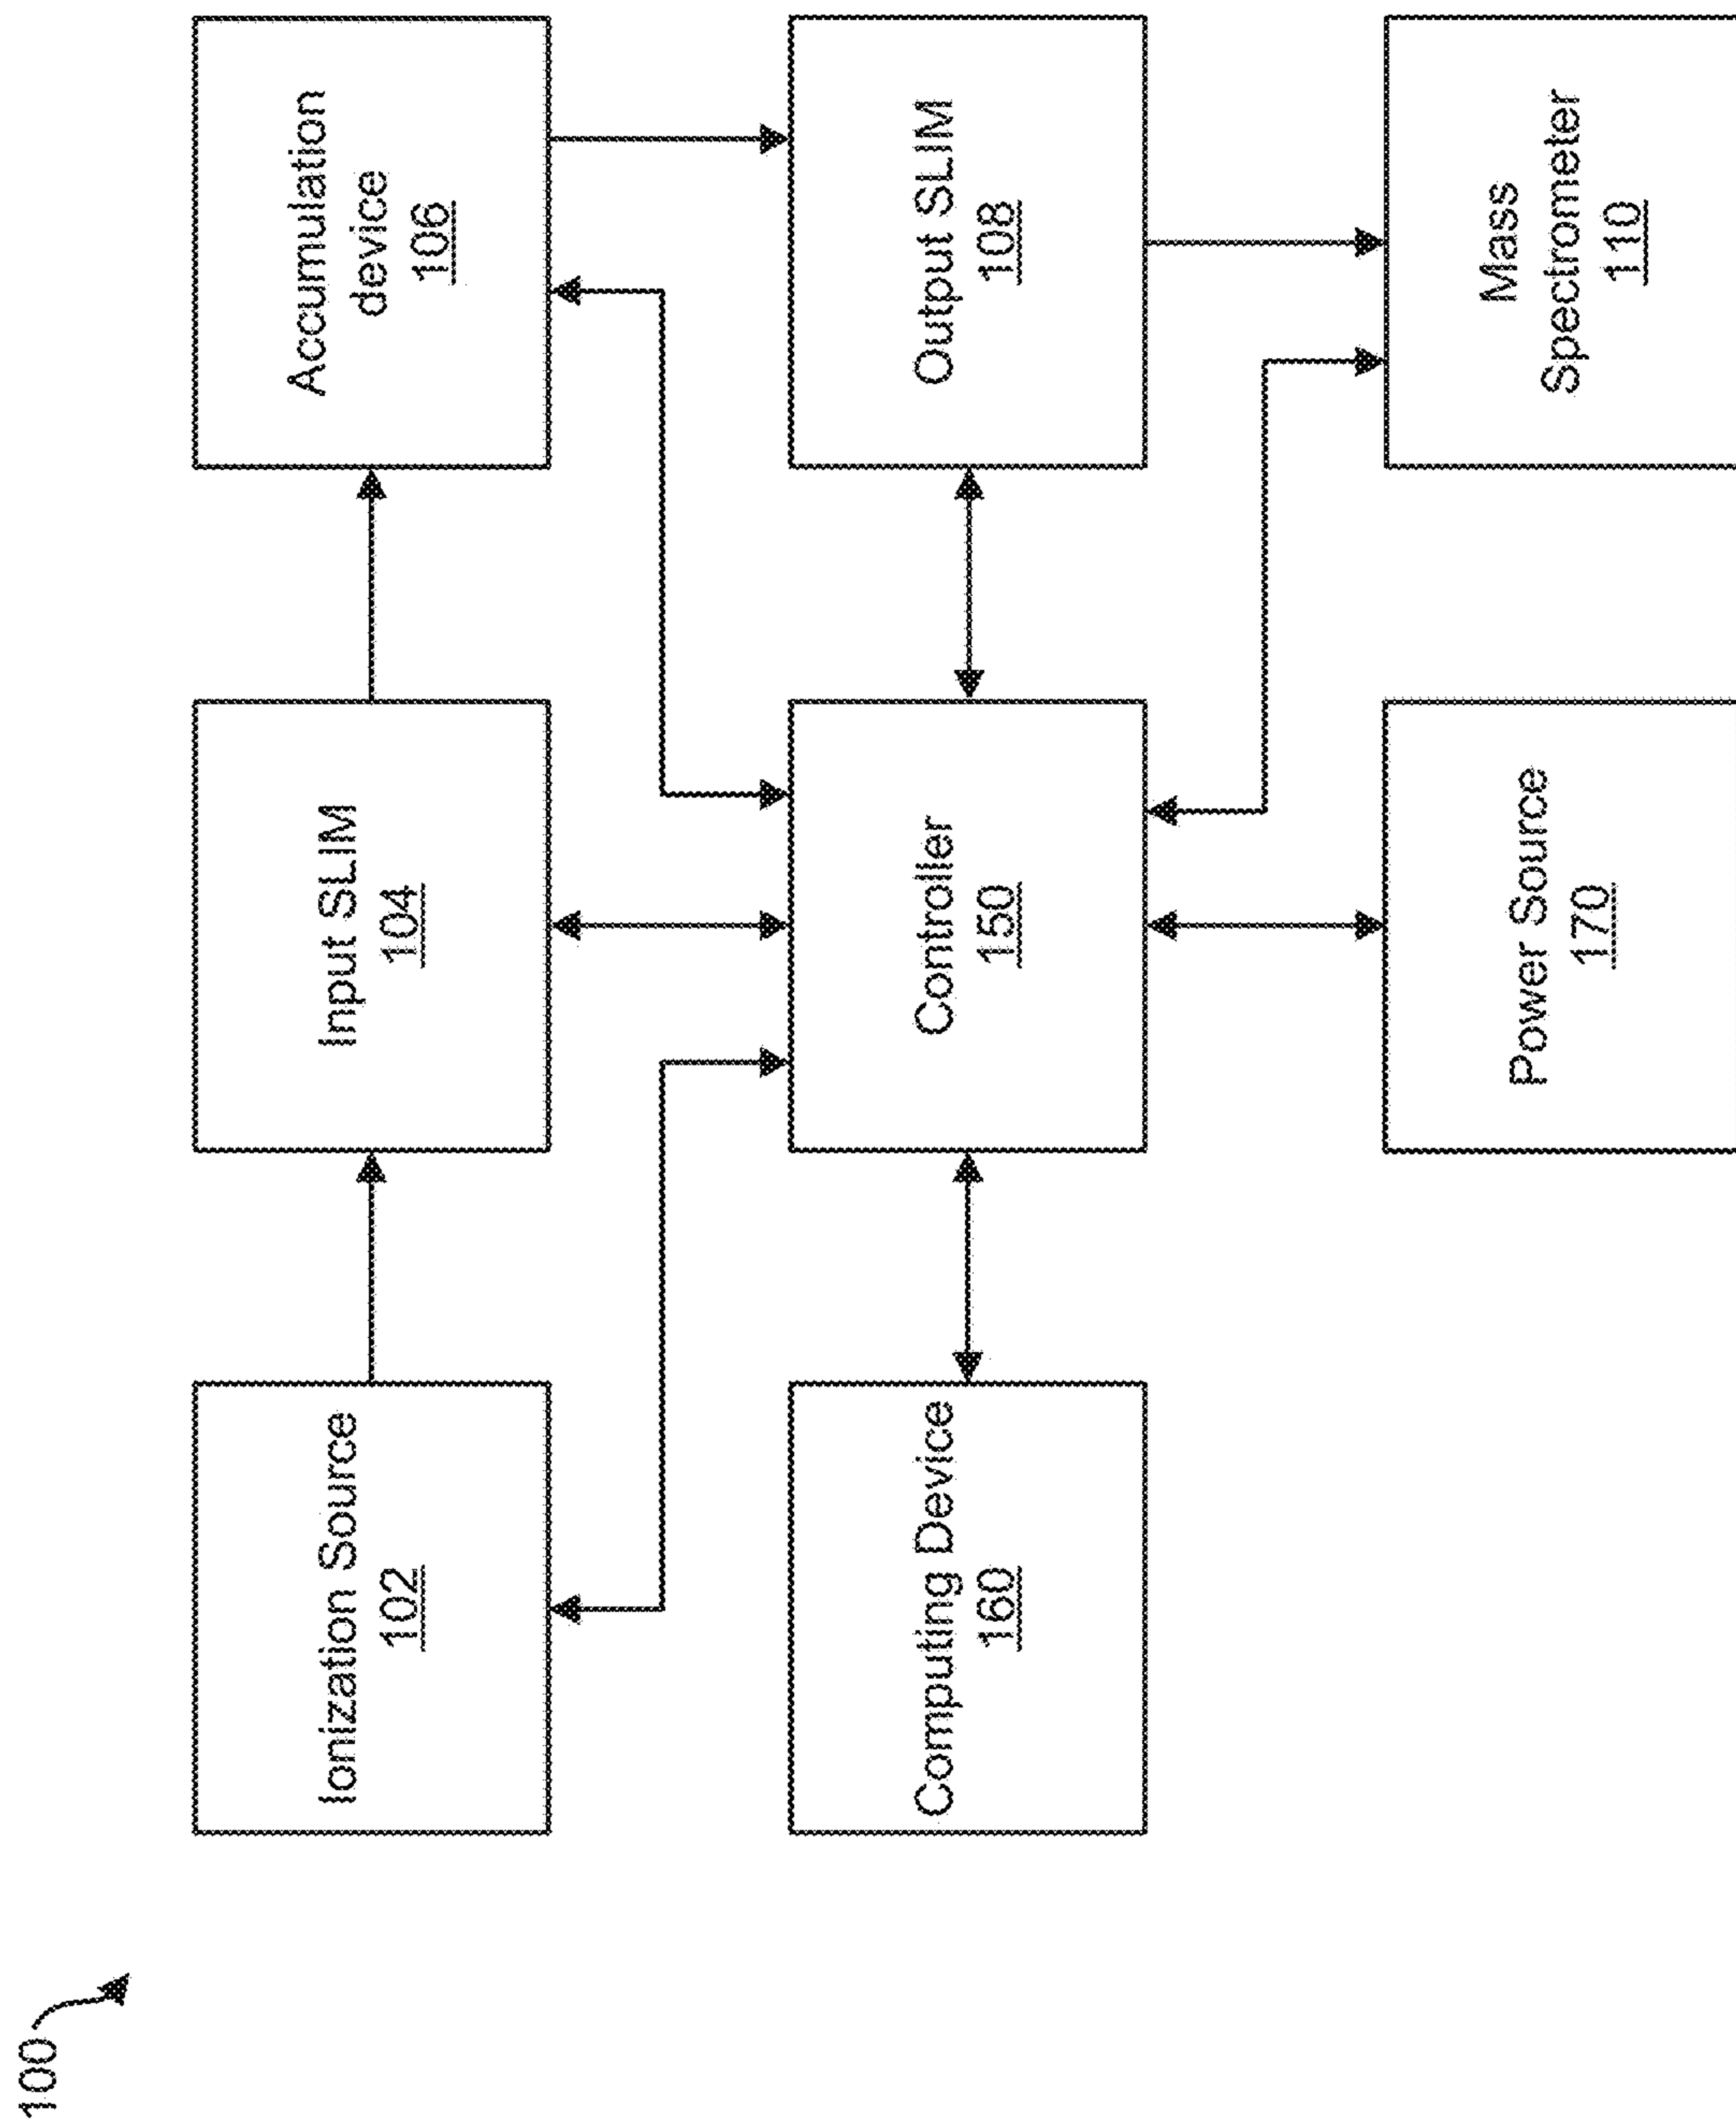 100
Ionization Source
102
Input SLIM
104
Accumulation
device
106
Computing Device
160
Controller
150
Output SLIM
108
Power Source
170
Mass
Spectrometer
110